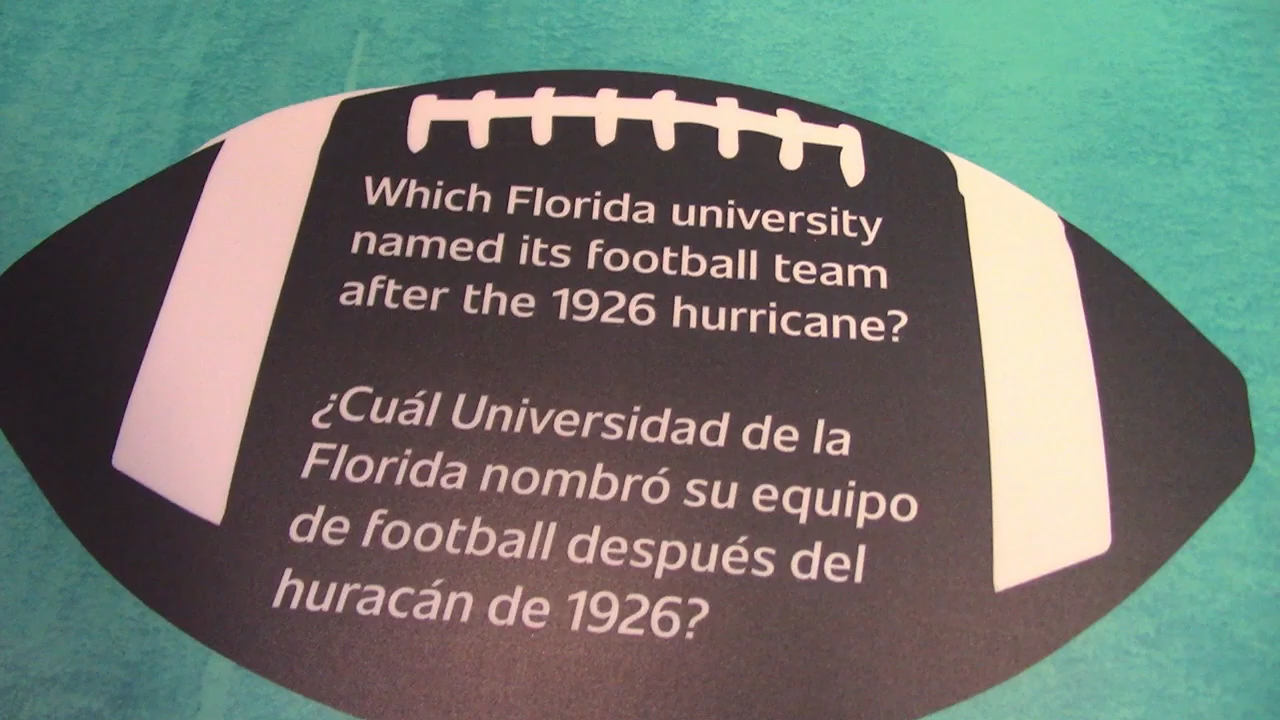 Which Florida university
named its football team
after the 1926 hurricane?
¿Cuál Universidad de la
Florida nombró su equipo
de football después del
huracán de 1926?